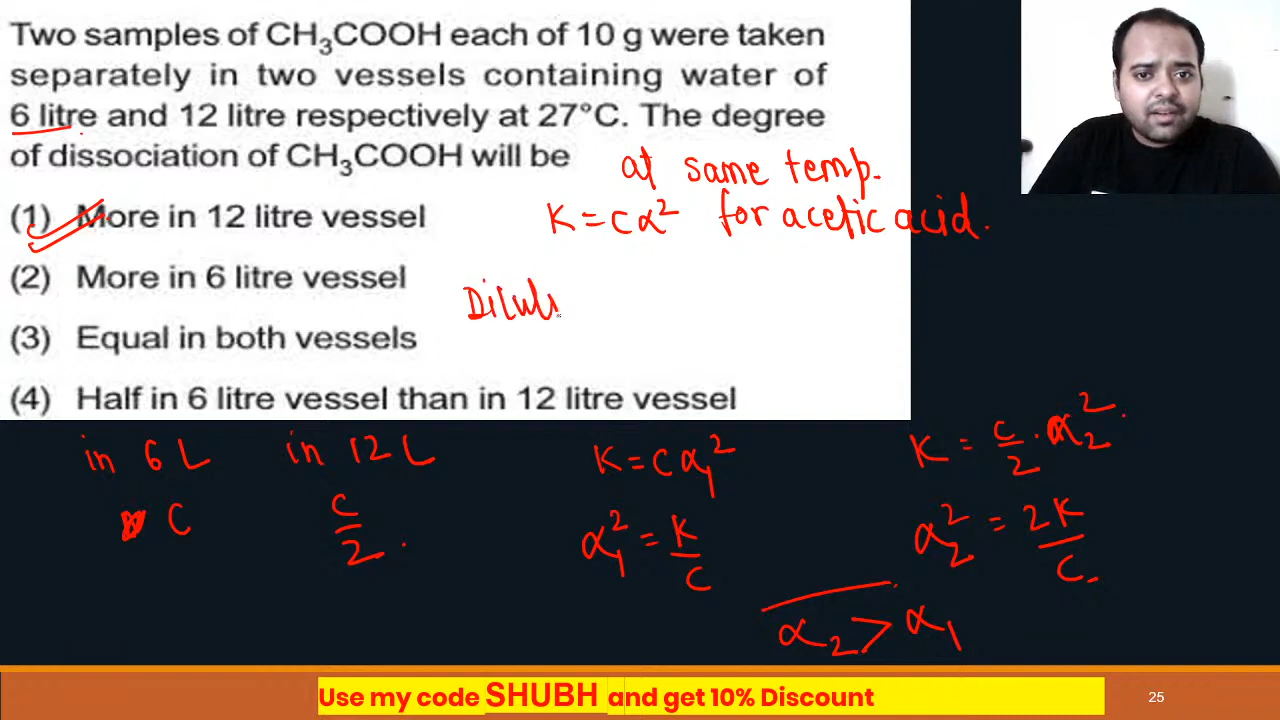 Two samples of CH₃COOH each of 10 g were taken
separately in two vessels containing water of
6 litre and 12 litre respectively at 27°C. The degree
of dissociation of CH₃COOH will be
at same temp.
(1) More in 12 litre vessel
K = Cα² for acetic acid.
(2) More in 6 litre vessel
(3) Equal in both vessels
(4) Half in 6 litre vessel than in 12 litre vessel
in 6 L in 12 L
C C/2.
K = Cα₁²
α₁² = K/C
K = C/2 · α₂².
α₂² = 2K/C.
α₂ > α₁
Use my code SHUBH and get 10% Discount
25